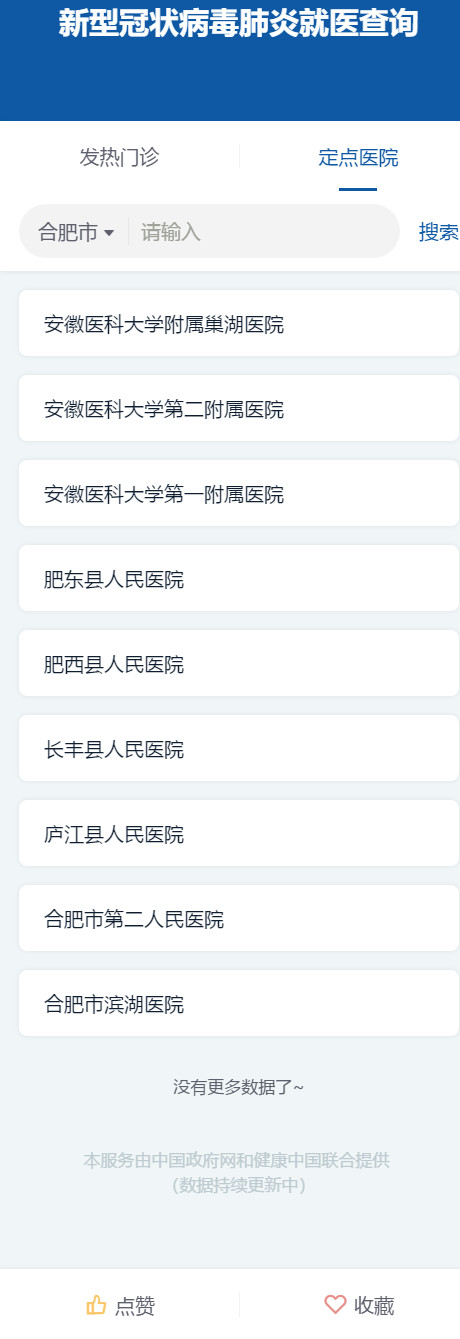 新型冠状病毒肺炎就医查询
发热门诊 定点医院
合肥市 请输入 搜索
安徽医科大学附属巢湖医院
安徽医科大学第二附属医院
安徽医科大学第一附属医院
肥东县人民医院
肥西县人民医院
长丰县人民医院
庐江县人民医院
合肥市第二人民医院
合肥市滨湖医院
没有更多数据了~
本服务由中国政府网和健康中国联合提供
（数据持续更新中）
点赞 收藏